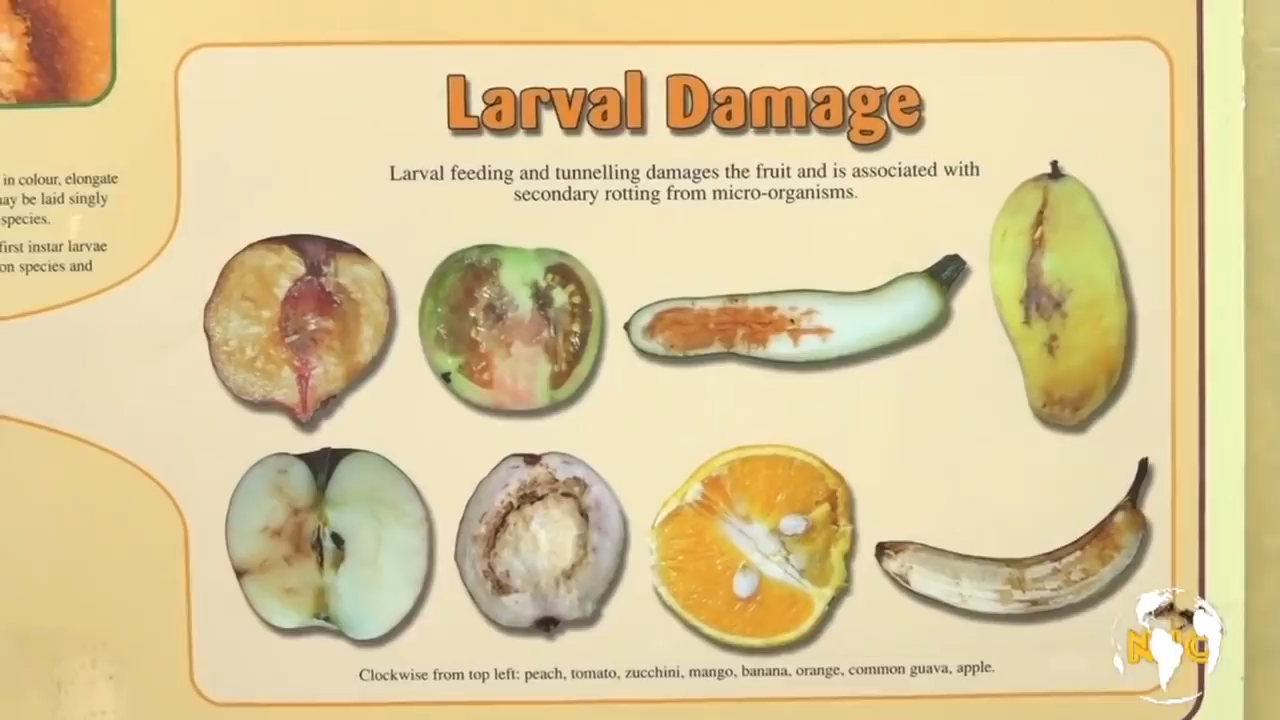 in colour, elongate
may be laid singly
species.
first instar larvae
on species and
Larval Damage
Larval feeding and tunnelling damages the fruit and is associated with
secondary rotting from micro-organisms.
Clockwise from top left: peach, tomato, zucchini, mango, banana, orange, common guava, apple.